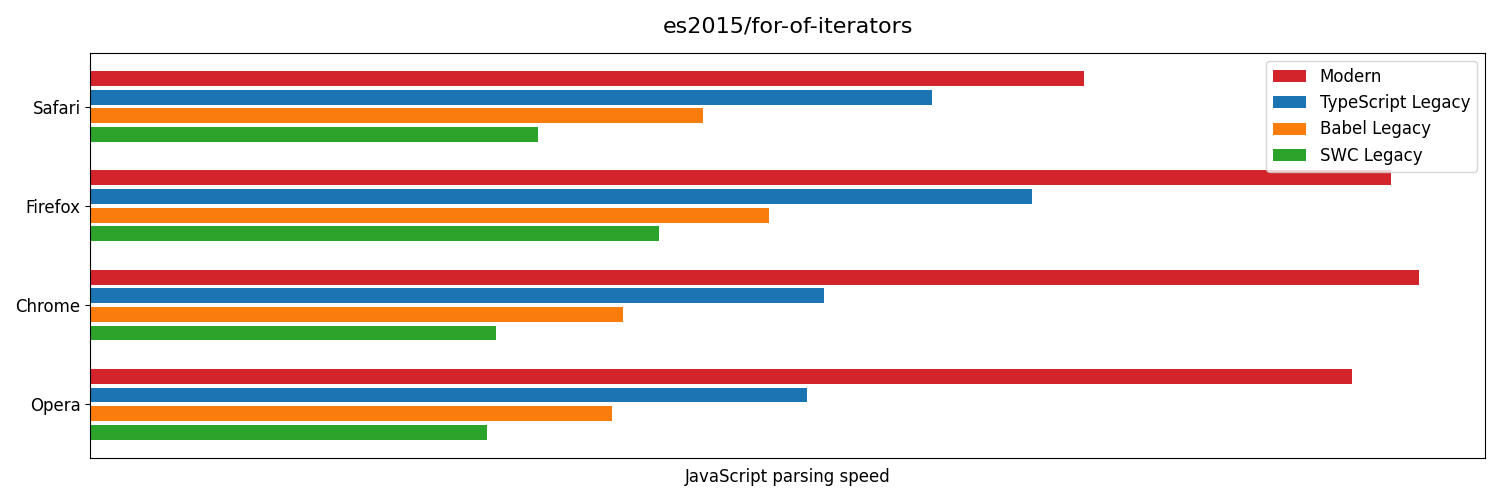 es2015/for-of-iterators
Modern
TypeScript Legacy
Babel Legacy
SWC Legacy
Safari
Firefox
Chrome
Opera
JavaScript parsing speed